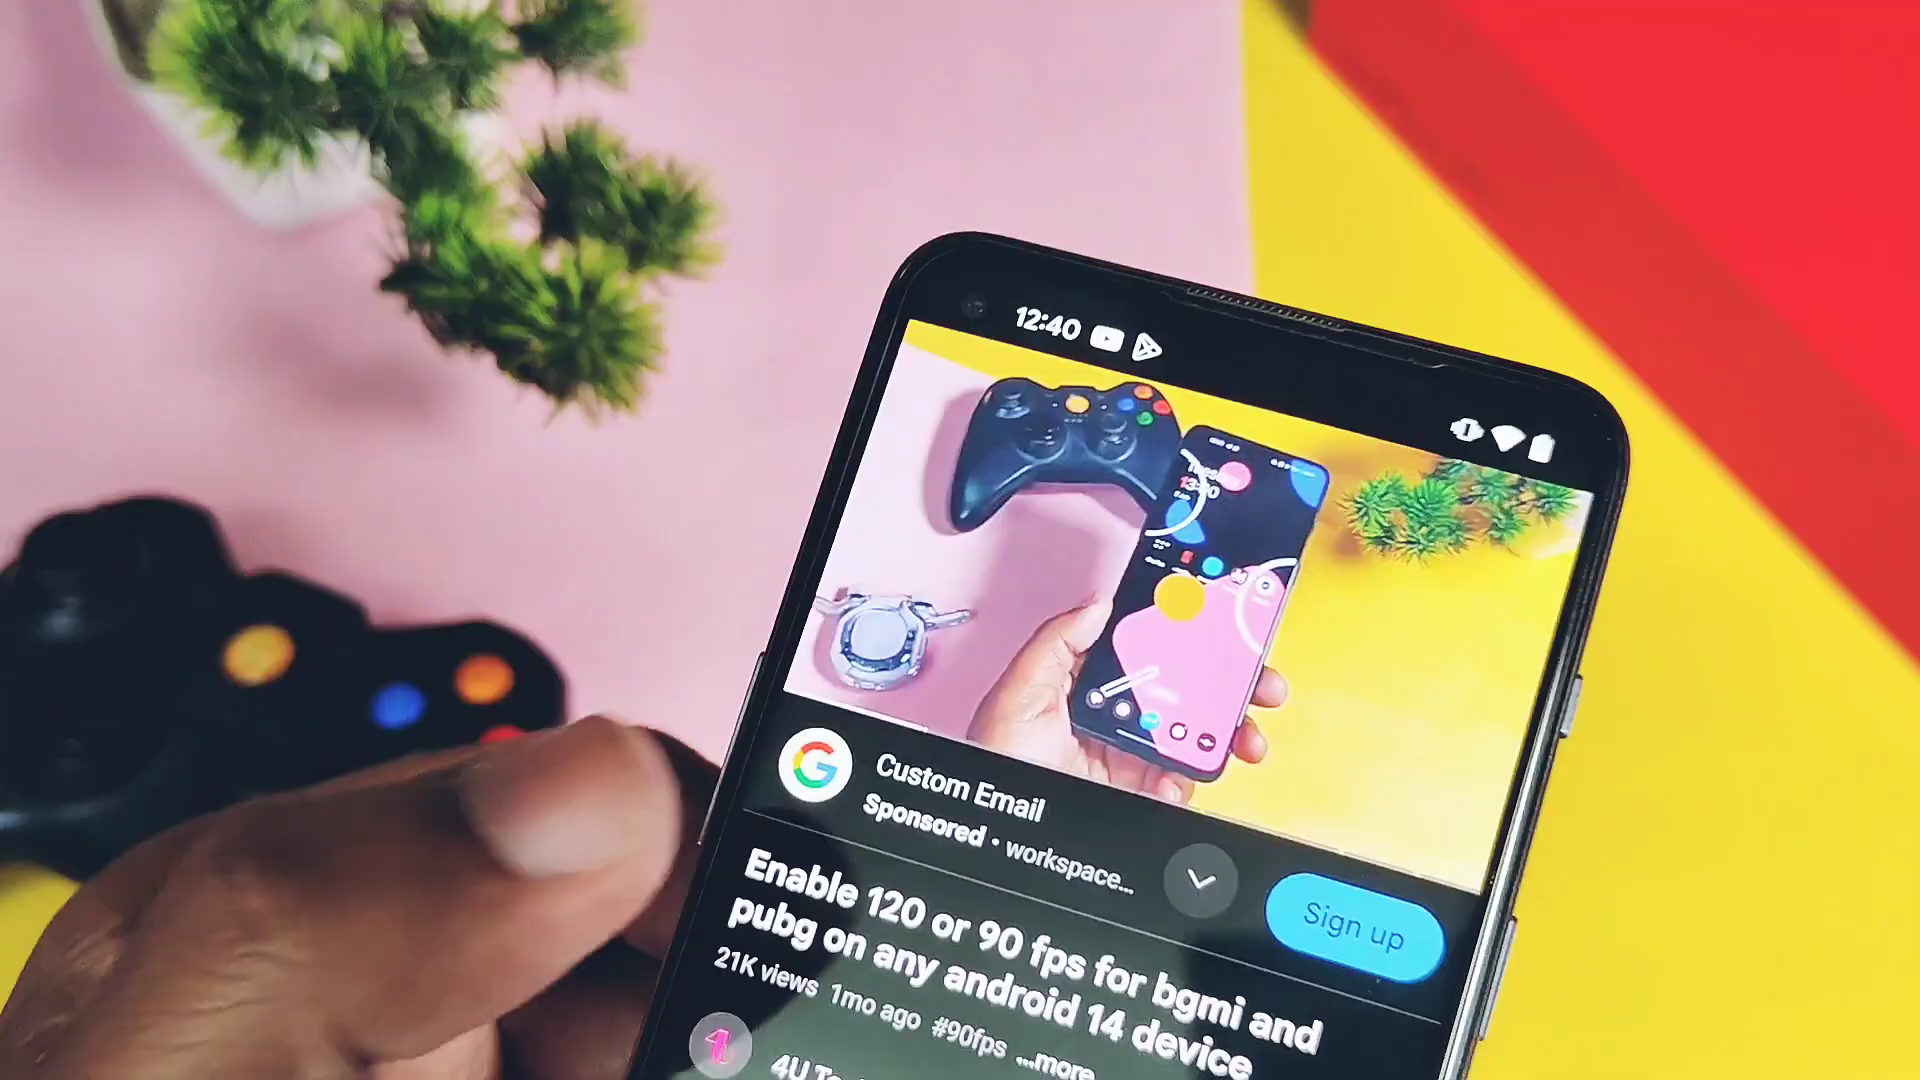 12:40
Custom Email
Sponsored • workspace...
Sign up
Enable 120 or 90 fps for bgmi and
pubg on any android 14 device
21K views 1mo ago #90fps ...more
4U